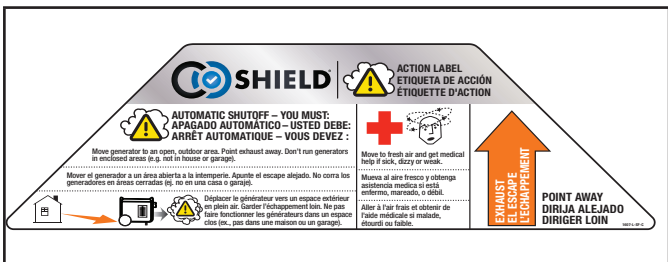 CO SHIELD®
ACTION LABEL
ETIQUETA DE ACCIÓN
ÉTIQUETTE D'ACTION
AUTOMATIC SHUTOFF – YOU MUST:
APAGADO AUTOMÁTICO – USTED DEBE:
ARRÊT AUTOMATIQUE – VOUS DEVEZ :
Move generator to an open, outdoor area. Point exhaust away. Don't run generators
in enclosed areas (e.g. not in house or garage).
Mover el generador a un área abierta a la intemperie. Apunte el escape alejado. No corra los
generadores en áreas cerradas (ej. no en una casa o garaje).
Déplacer le générateur vers un espace extérieur
en plein air. Garder l'échappement loin. Ne pas
faire fonctionner les générateurs dans un espace
clos (ex., pas dans une maison ou un garage).
Move to fresh air and get medical
help if sick, dizzy or weak.
Mueva al aire fresco y obtenga
asistencia medica si está
enfermo, mareado, o débil.
Aller à l'air frais et obtenir de
l'aide médicale si malade,
étourdi ou faible.
EXHAUST
EL ESCAPE
L'ÉCHAPPEMENT
POINT AWAY
DIRIJA ALEJADO
DIRIGER LOIN